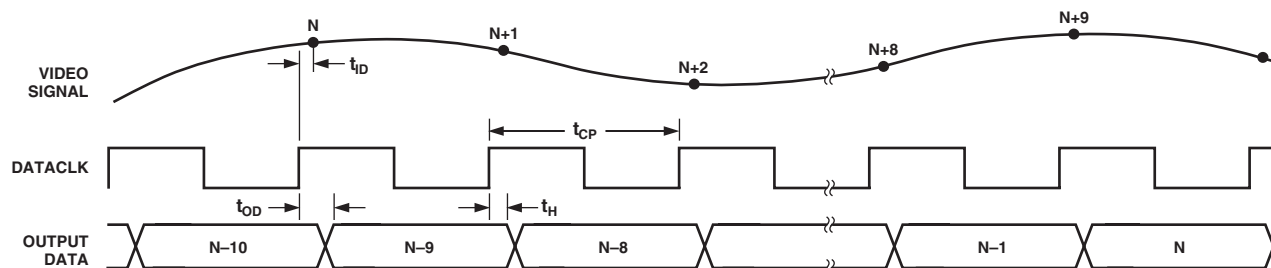 N
N+1
N+2
N+8
N+9
tID
VIDEO
SIGNAL
tCP
DATACLK
tOD
tH
OUTPUT
DATA
N–10
N–9
N–8
N–1
N